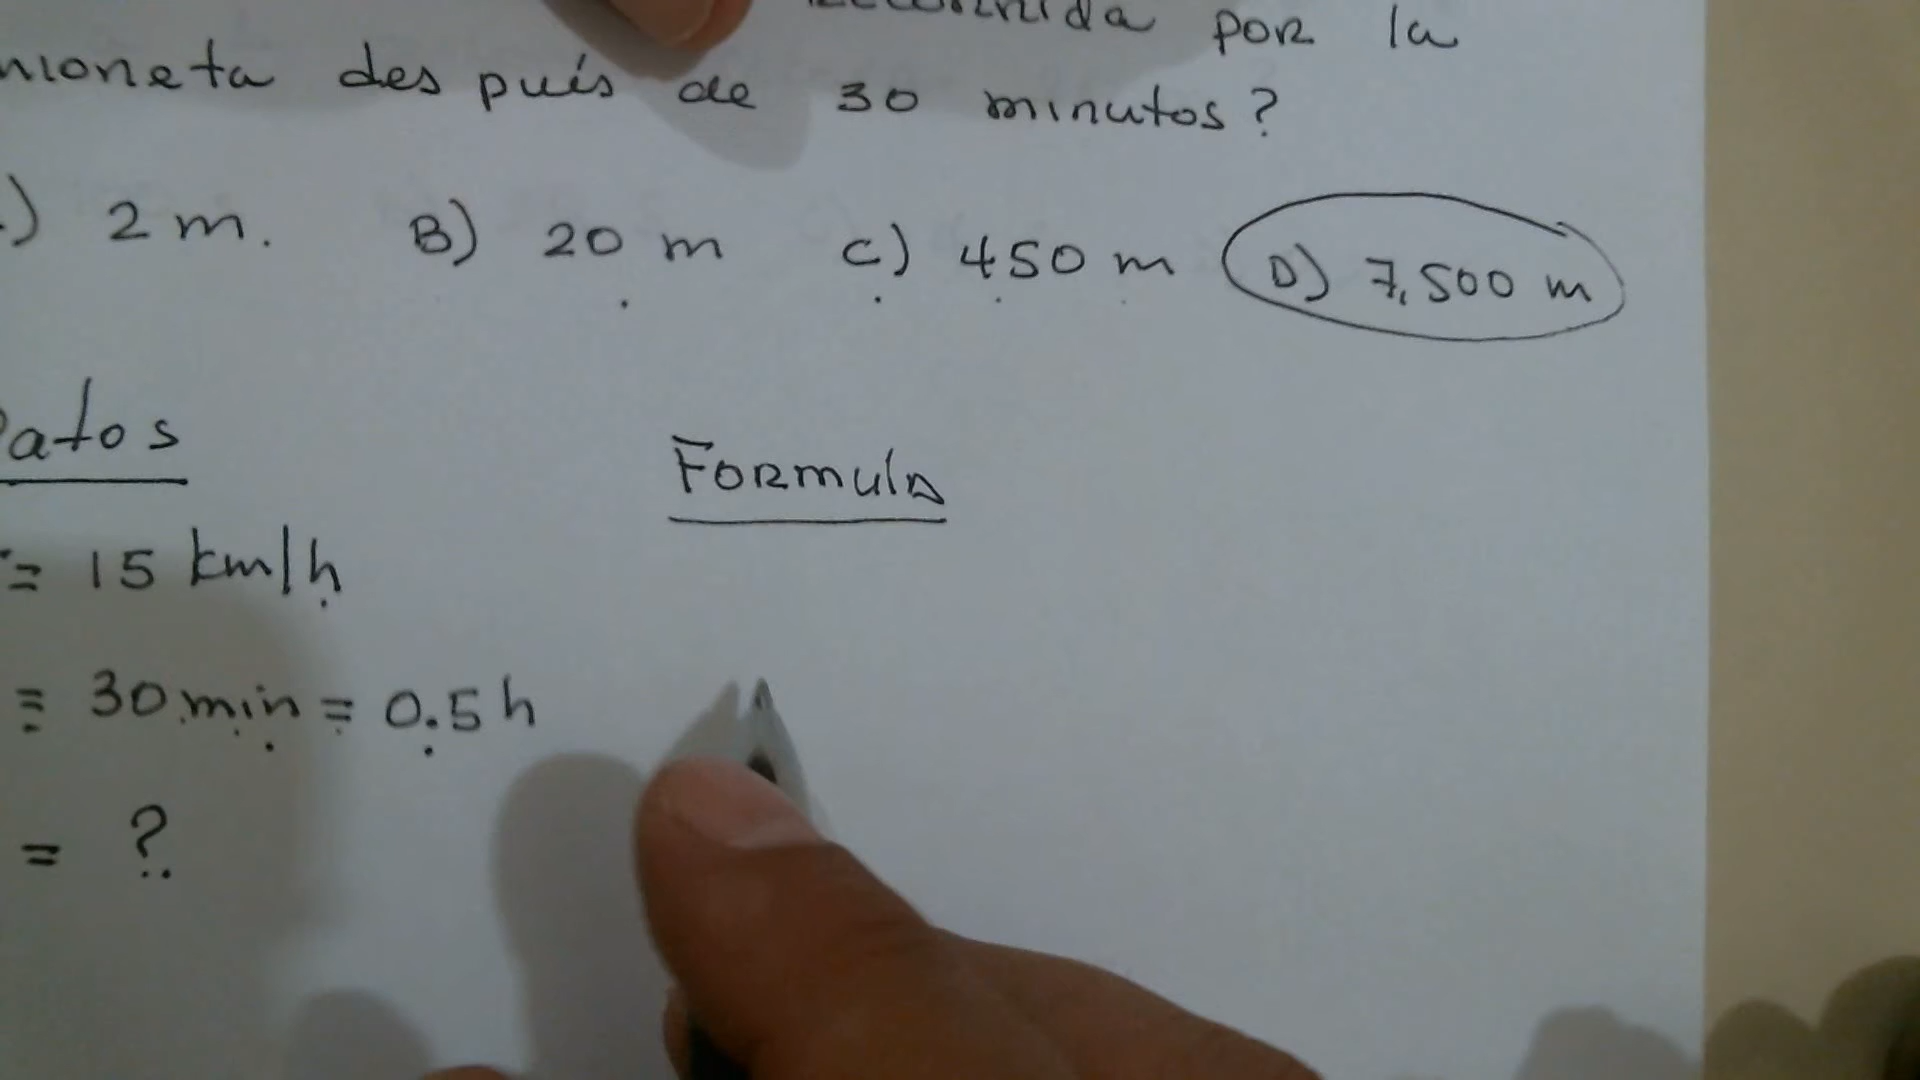 por la
des pués de 30 minutos?
) 2 m. B) 20 m C) 450 m D) 7,500 m
Datos
Formula
= 15 km/h
= 30 min = 0.5 h
= ?